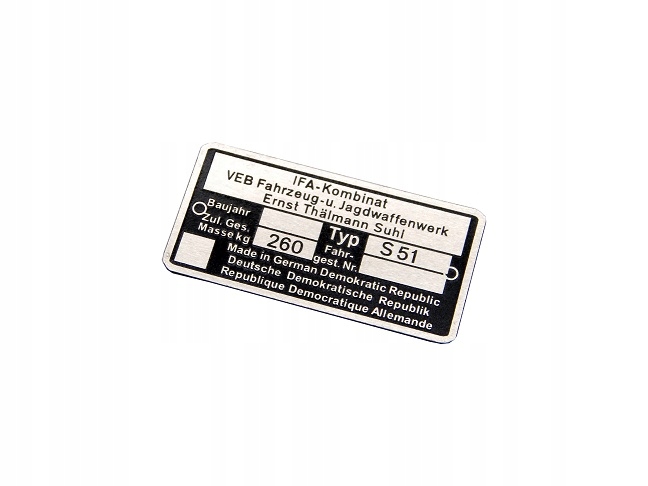 IFA-Kombinat
VEB Fahrzeug-u. Jagdwaffenwerk
Ernst Thälmann Suhl
Baujahr Typ S 51
Zul. Ges. Masse kg 260 Fahr-gest. Nr.
Made in German Demokratic Republic
Deutsche Demokratische Republik
Republique Democratique Allemande